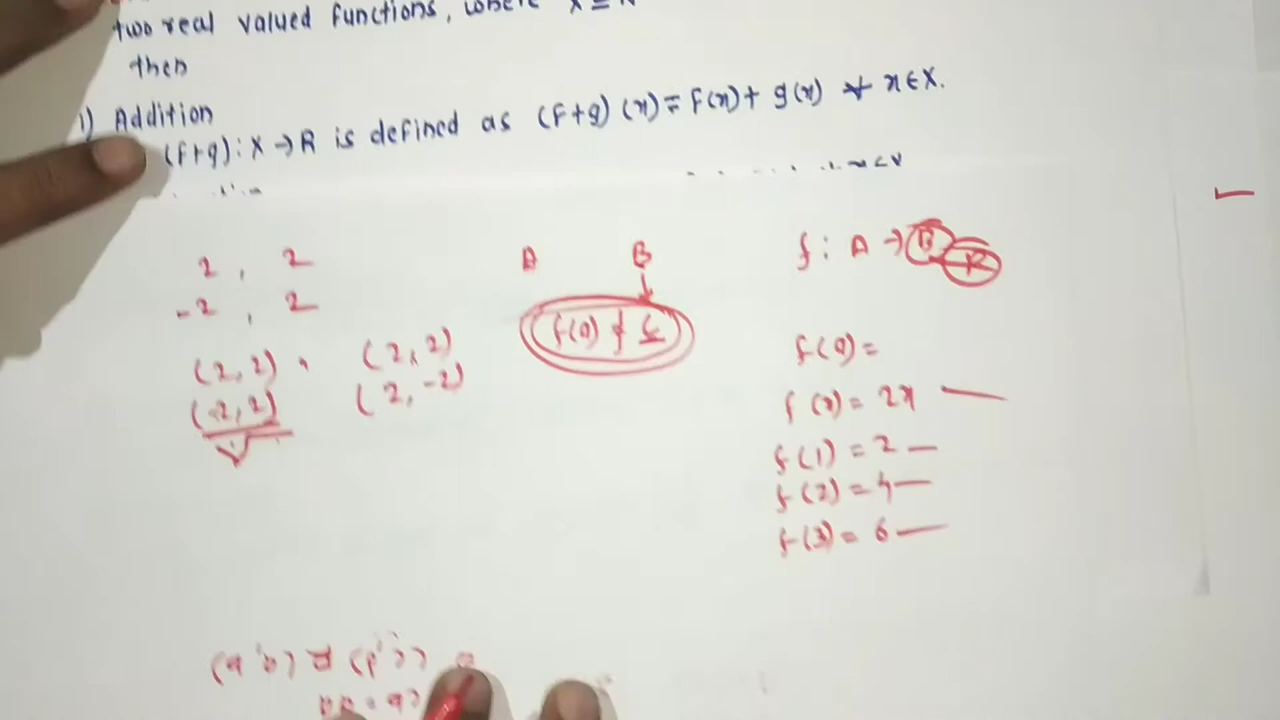 two real valued functions, where X ⊆ R
then
1) Addition
(f+g) : X → R is defined as (f+g) (x) = f(x) + g(x) ∀ x ∈ X.
2, 2
-2, 2
(2,2), (2,2)
(-2,2) (2,-2)
A B
f(a)
f : A → B R
f(a) =
f(x) = 2x
f(1) = 2
f(2) = 4
f(3) = 6